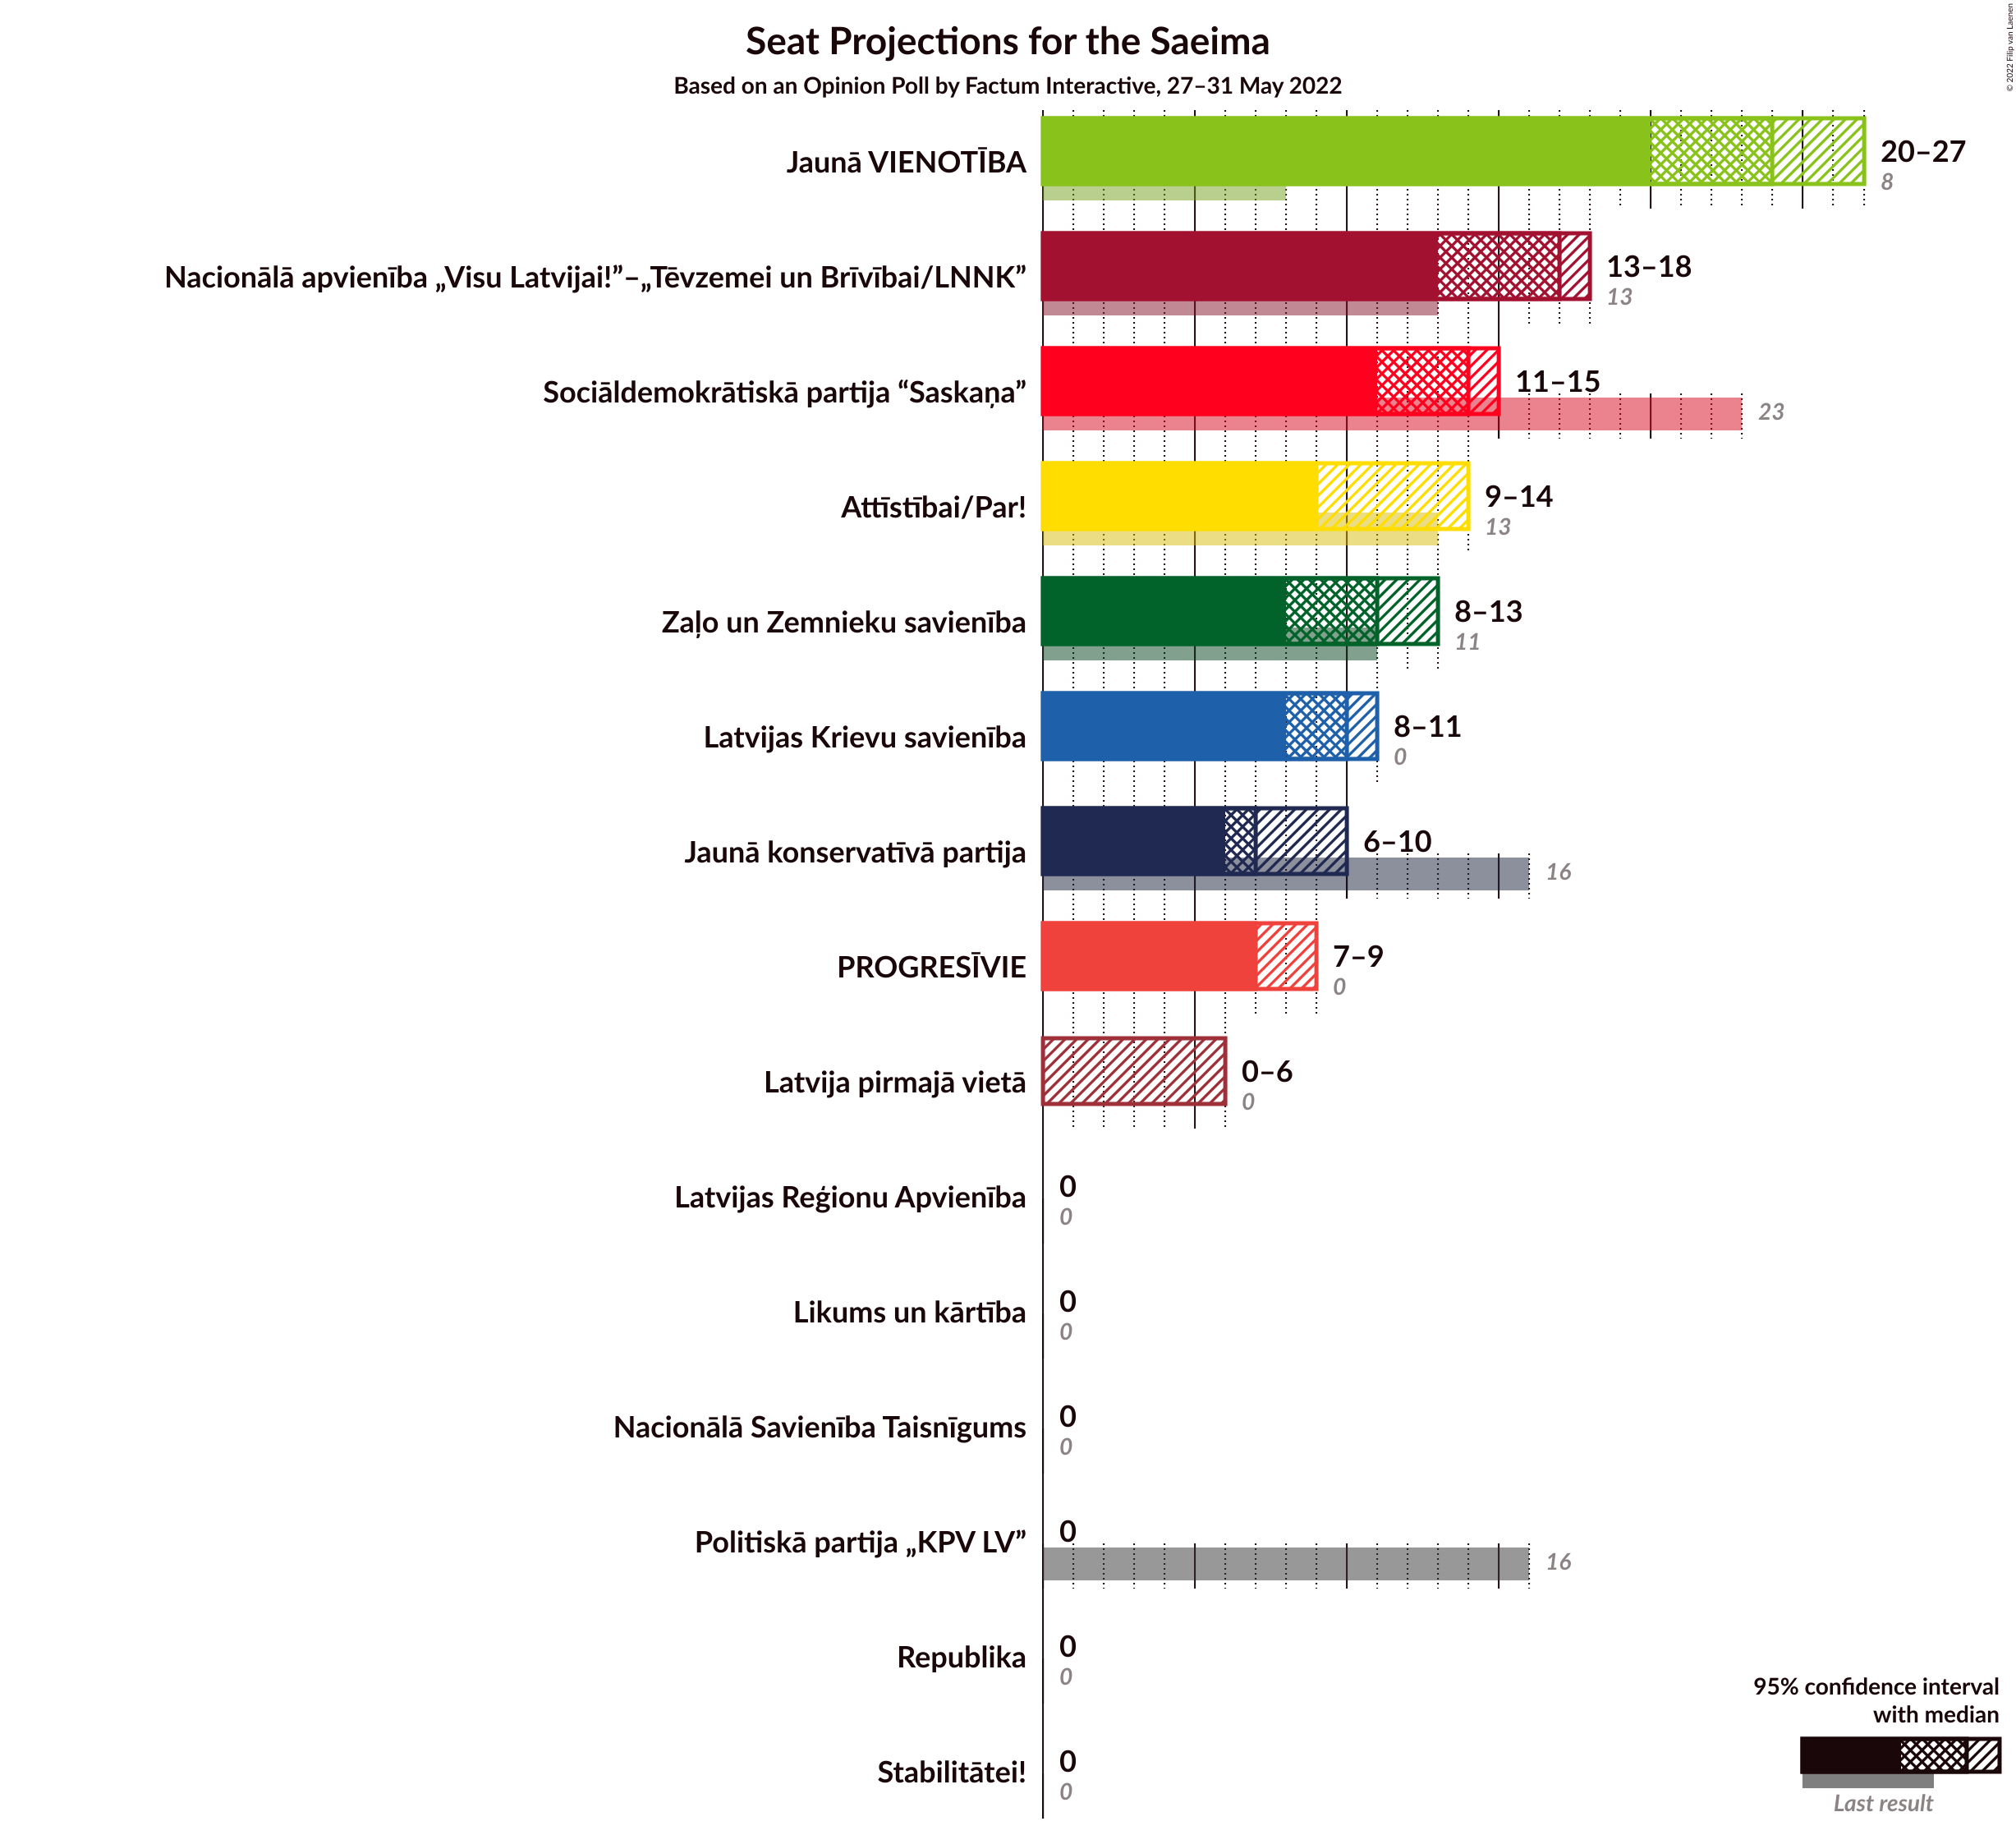 © 2022 Filip van Laenen
Seat Projections for the Saeima
Based on an Opinion Poll by Factum Interactive, 27–31 May 2022
Jaunā VIENOTĪBA
20–27
8
Nacionālā apvienība „Visu Latvijai!”–„Tēvzemei un Brīvībai/LNNK”
13–18
13
Sociāldemokrātiskā partija “Saskaņa”
11–15
23
Attīstībai/Par!
9–14
13
Zaļo un Zemnieku savienība
8–13
11
Latvijas Krievu savienība
8–11
0
Jaunā konservatīvā partija
6–10
16
PROGRESĪVIE
7–9
0
Latvija pirmajā vietā
0–6
0
Latvijas Reģionu Apvienība
0
0
Likums un kārtība
0
0
Nacionālā Savienība Taisnīgums
0
0
Politiskā partija „KPV LV”
0
16
Republika
0
0
Stabilitātei!
0
0
95% confidence interval
with median
Last result